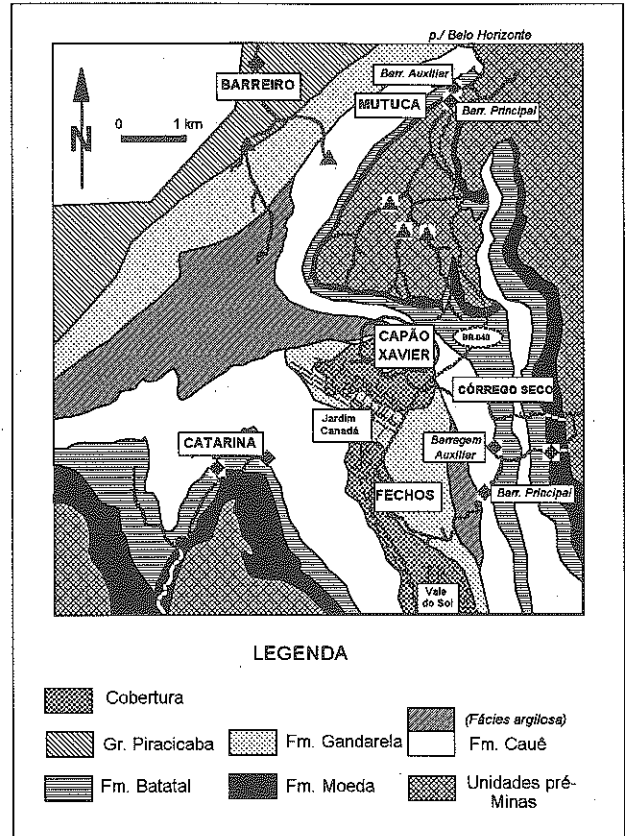 p./ Belo Horizonte
Barr. Auxiliar
BARREIRO
MUTUCA
Barr. Principal
N
0 1 km
CAPÃO
XAVIER
BR-040
CÓRREGO SECO
Jardim
Canadá
Barragem
Auxiliar
CATARINA
FECHOS
Barr. Principal
Vale
do Sol
LEGENDA
Cobertura
(Fácies argilosa)
Gr. Piracicaba
Fm. Gandarela
Fm. Cauê
Fm. Batatal
Fm. Moeda
Unidades pré-
Minas